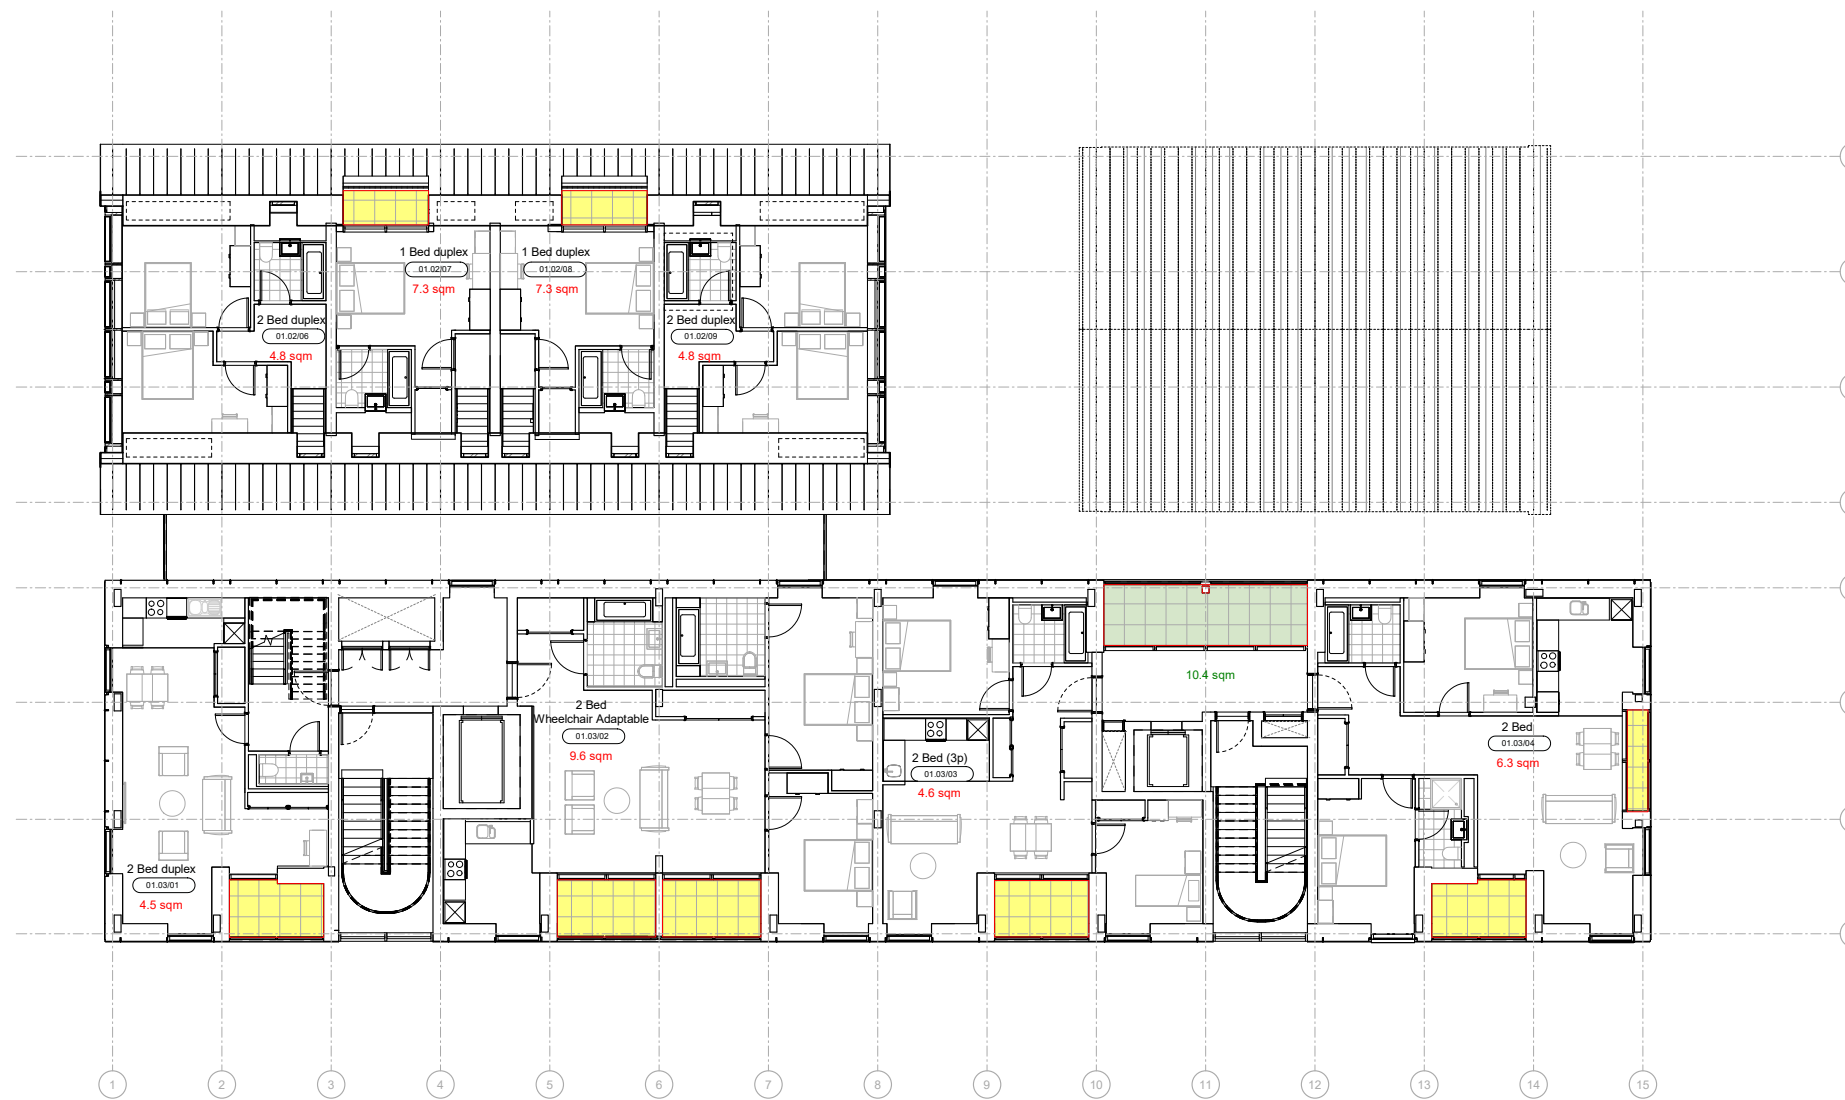 1 Bed duplex
01.02/07
7.3 sqm
1 Bed duplex
01.02/08
7.3 sqm
2 Bed duplex
01.02/06
4.8 sqm
2 Bed duplex
01.02/09
4.8 sqm
2 Bed
Wheelchair Adaptable
01.03/02
9.6 sqm
2 Bed (3p)
01.03/03
4.6 sqm
10.4 sqm
2 Bed
01.03/04
6.3 sqm
2 Bed duplex
01.03/01
4.5 sqm
1 2 3 4 5 6 7 8 9 10 11 12 13 14 15